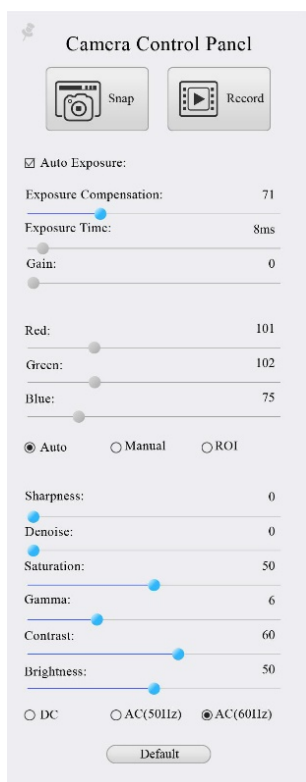 Camera Control Panel
Snap Record
Auto Exposure:
Exposure Compensation: 71
Exposure Time: 8ms
Gain: 0
Red: 101
Green: 102
Blue: 75
Auto Manual ROI
Sharpness: 0
Denoise: 0
Saturation: 50
Gamma: 6
Contrast: 60
Brightness: 50
DC AC(50Hz) AC(60Hz)
Default